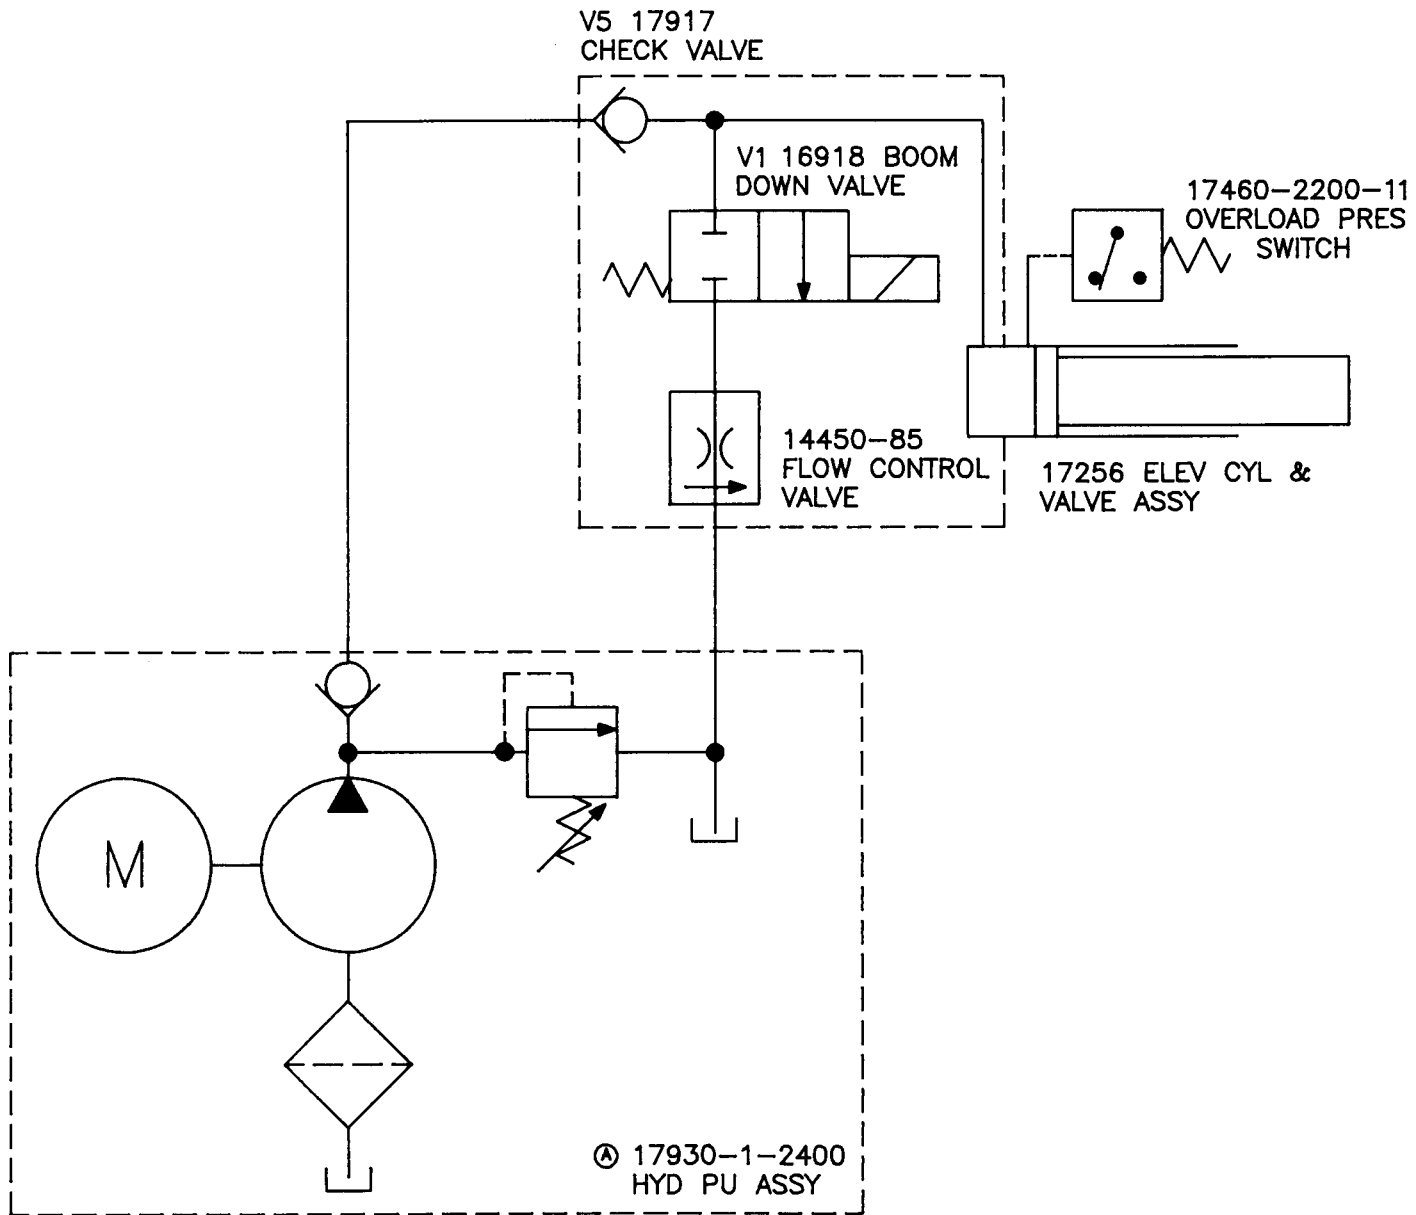 V5 17917
CHECK VALVE
V1 16918 BOOM
DOWN VALVE
17460-2200-11
OVERLOAD PRES
SWITCH
14450-85
FLOW CONTROL
VALVE
17256 ELEV CYL &
VALVE ASSY
M
Ⓐ 17930-1-2400
HYD PU ASSY